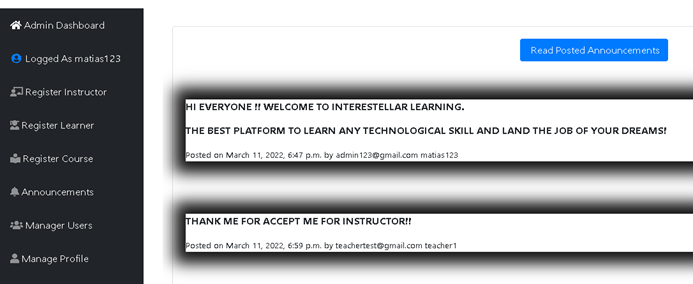 Admin Dashboard
Logged As matias123
Register Instructor
Register Learner
Register Course
Announcements
Manager Users
Manage Profile
Read Posted Announcements
HI EVERYONE !! WELCOME TO INTERESTELLAR LEARNING.
THE BEST PLATFORM TO LEARN ANY TECHNOLOGICAL SKILL AND LAND THE JOB OF YOUR DREAMS!
Posted on March 11, 2022, 6:47 p.m. by admin123@gmail.com matias123
THANK ME FOR ACCEPT ME FOR INSTRUCTOR!!
Posted on March 11, 2022, 6:59 p.m. by teachertest@gmail.com teacher1